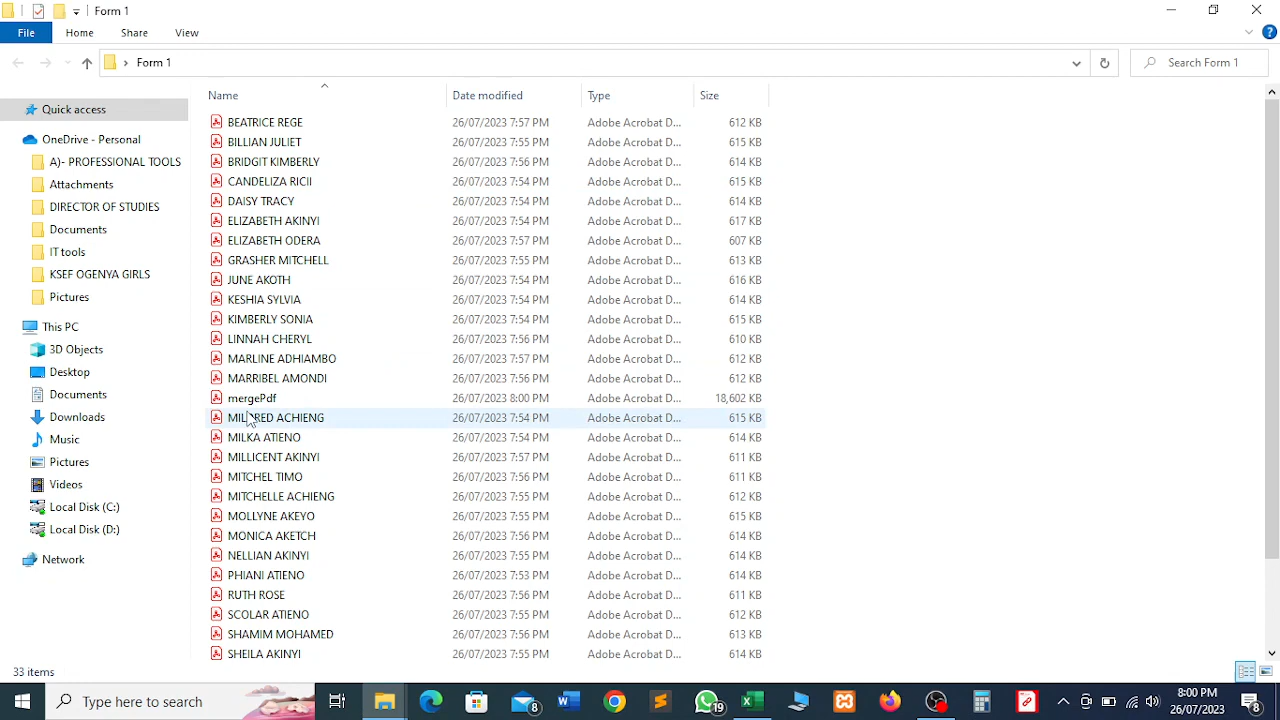 Form 1
File Home Share View
Form 1 Search Form 1
Name Date modified Type Size
Quick access
OneDrive - Personal
A)- PROFESSIONAL TOOLS
Attachments
DIRECTOR OF STUDIES
Documents
IT tools
KSEF OGENYA GIRLS
Pictures
This PC
3D Objects
Desktop
Documents
Downloads
Music
Pictures
Videos
Local Disk (C:)
Local Disk (D:)
Network
BEATRICE REGE 26/07/2023 7:57 PM Adobe Acrobat D... 612 KB
BILLIAN JULIET 26/07/2023 7:55 PM Adobe Acrobat D... 615 KB
BRIDGIT KIMBERLY 26/07/2023 7:56 PM Adobe Acrobat D... 614 KB
CANDELIZA RICII 26/07/2023 7:54 PM Adobe Acrobat D... 615 KB
DAISY TRACY 26/07/2023 7:54 PM Adobe Acrobat D... 614 KB
ELIZABETH AKINYI 26/07/2023 7:54 PM Adobe Acrobat D... 617 KB
ELIZABETH ODERA 26/07/2023 7:57 PM Adobe Acrobat D... 607 KB
GRASHER MITCHELL 26/07/2023 7:55 PM Adobe Acrobat D... 613 KB
JUNE AKOTH 26/07/2023 7:54 PM Adobe Acrobat D... 616 KB
KESHIA SYLVIA 26/07/2023 7:54 PM Adobe Acrobat D... 614 KB
KIMBERLY SONIA 26/07/2023 7:54 PM Adobe Acrobat D... 615 KB
LINNAH CHERYL 26/07/2023 7:56 PM Adobe Acrobat D... 610 KB
MARLINE ADHIAMBO 26/07/2023 7:57 PM Adobe Acrobat D... 612 KB
MARRIBEL AMONDI 26/07/2023 7:56 PM Adobe Acrobat D... 612 KB
mergePdf 26/07/2023 8:00 PM Adobe Acrobat D... 18,602 KB
MILDRED ACHIENG 26/07/2023 7:54 PM Adobe Acrobat D... 615 KB
MILKA ATIENO 26/07/2023 7:54 PM Adobe Acrobat D... 614 KB
MILLICENT AKINYI 26/07/2023 7:57 PM Adobe Acrobat D... 611 KB
MITCHEL TIMO 26/07/2023 7:56 PM Adobe Acrobat D... 611 KB
MITCHELLE ACHIENG 26/07/2023 7:55 PM Adobe Acrobat D... 612 KB
MOLLYNE AKEYO 26/07/2023 7:55 PM Adobe Acrobat D... 615 KB
MONICA AKETCH 26/07/2023 7:56 PM Adobe Acrobat D... 614 KB
NELLIAN AKINYI 26/07/2023 7:55 PM Adobe Acrobat D... 614 KB
PHIANI ATIENO 26/07/2023 7:53 PM Adobe Acrobat D... 614 KB
RUTH ROSE 26/07/2023 7:56 PM Adobe Acrobat D... 611 KB
SCOLAR ATIENO 26/07/2023 7:55 PM Adobe Acrobat D... 612 KB
SHAMIM MOHAMED 26/07/2023 7:56 PM Adobe Acrobat D... 613 KB
SHEILA AKINYI 26/07/2023 7:55 PM Adobe Acrobat D... 614 KB
33 items
Type here to search 8 19 8:00 PM
26/07/2023 8